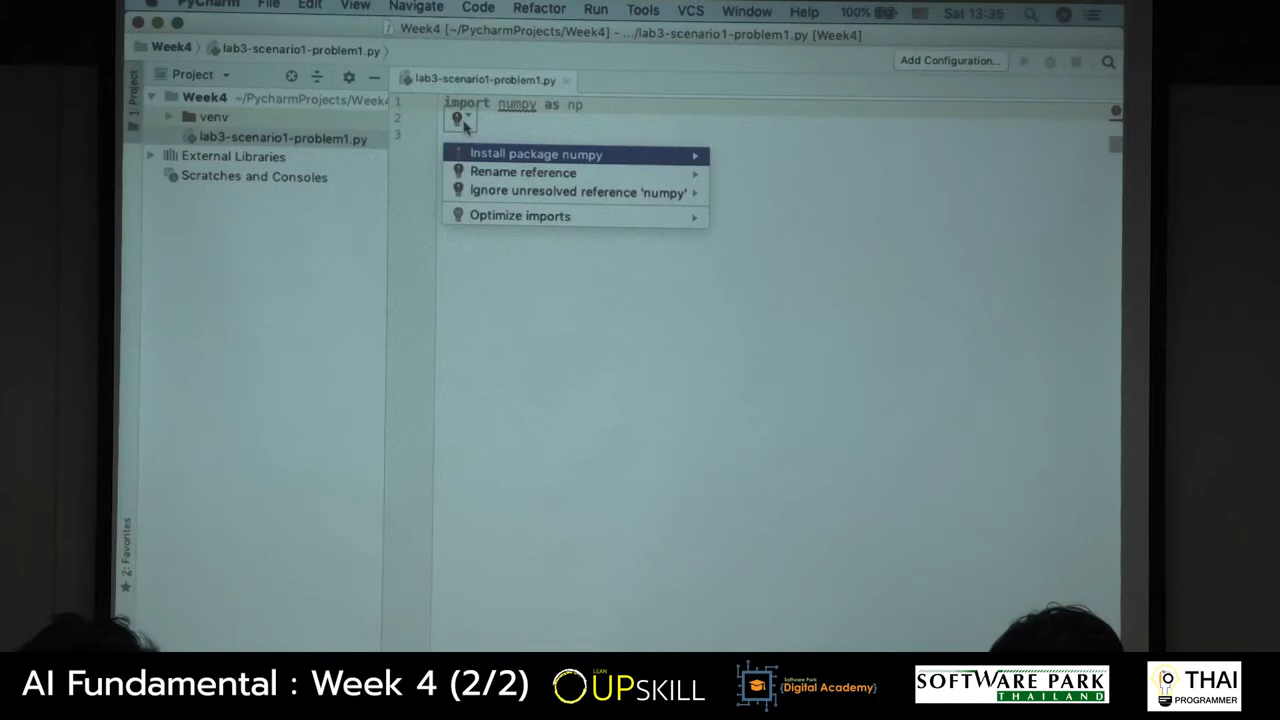 PyCharm File Edit View Navigate Code Refactor Run Tools VCS Window Help 100% Sat 13:35
Week4 [~/PycharmProjects/Week4] - .../lab3-scenario1-problem1.py [Week4]
Week4 lab3-scenario1-problem1.py Add Configuration...
1: Project
Project lab3-scenario1-problem1.py
Week4 ~/PycharmProjects/Week4
venv
lab3-scenario1-problem1.py
External Libraries
Scratches and Consoles
1 import numpy as np
2
3
Install package numpy
Rename reference
Ignore unresolved reference 'numpy'
Optimize imports
2: Favorites
AI Fundamental : Week 4 (2/2)
LEAN
UPSKILL
Software Park
{Digital Academy}
SOFTWARE PARK
THAILAND
THAI
PROGRAMMER